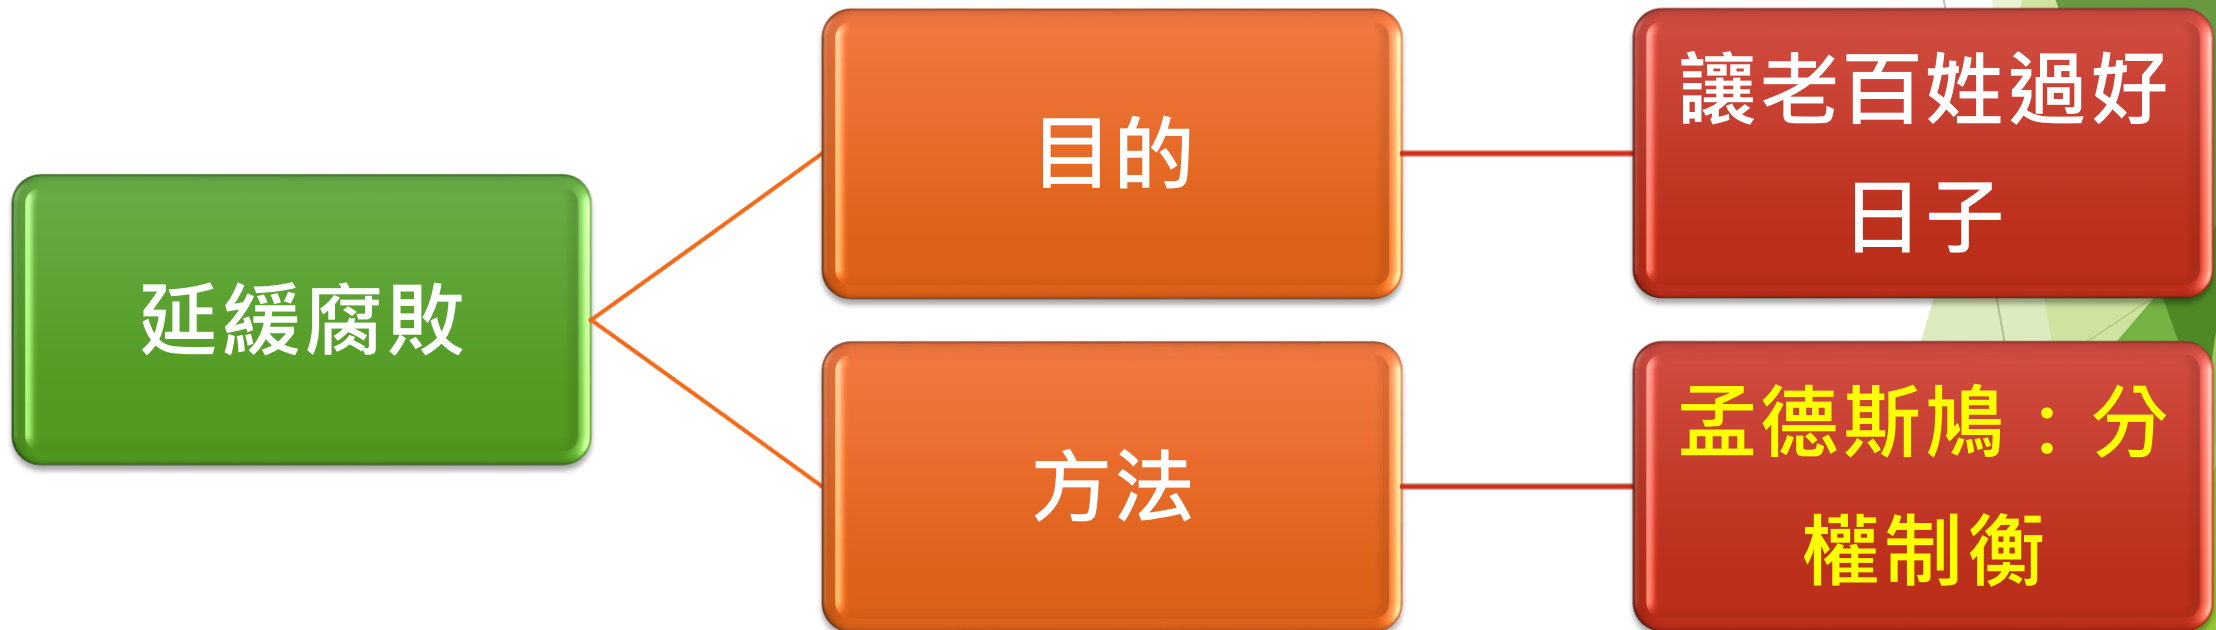 延緩腐敗
目的
讓老百姓過好
日子
方法
孟德斯鳩：分
權制衡